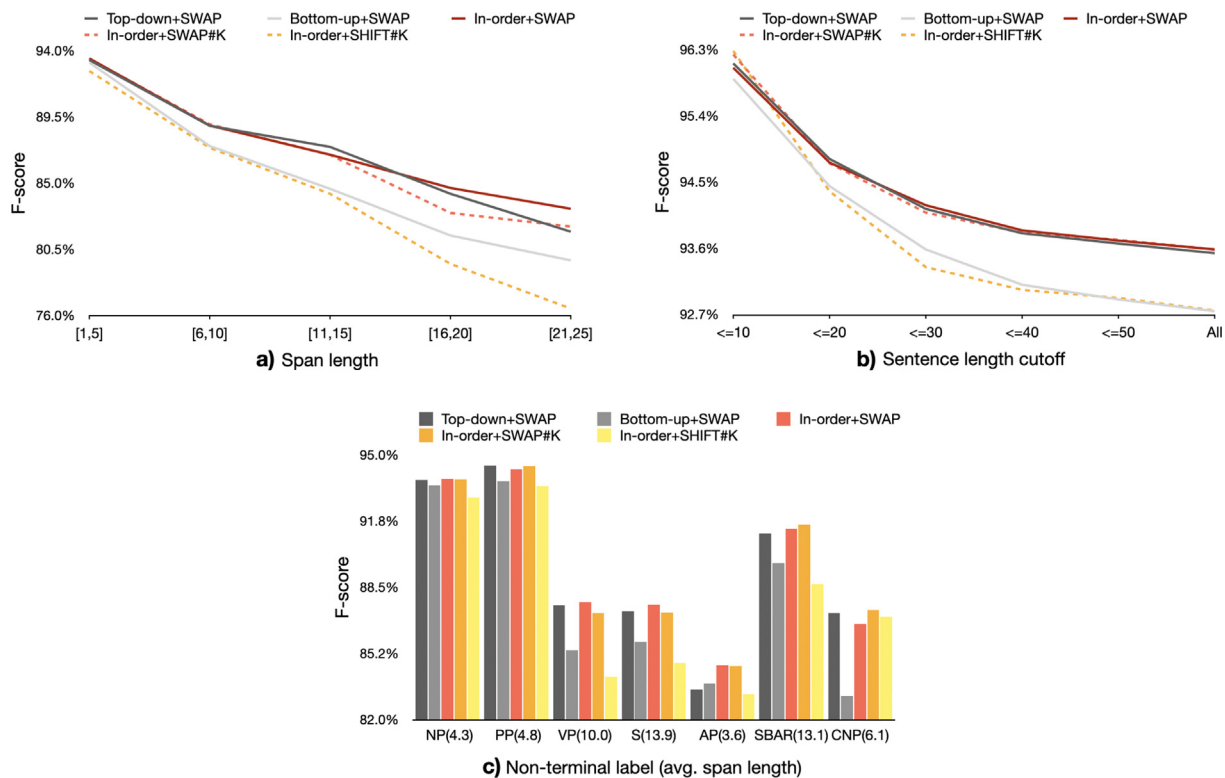 Top-down+SWAP Bottom-up+SWAP In-order+SWAP
In-order+SWAP#K In-order+SHIFT#K
94.0%
89.5%
85.0%
80.5%
76.0%
F-score
[1,5] [6,10] [11,15] [16,20] [21,25]
a) Span length
Top-down+SWAP Bottom-up+SWAP In-order+SWAP
In-order+SWAP#K In-order+SHIFT#K
96.3%
95.4%
94.5%
93.6%
92.7%
F-score
<=10 <=20 <=30 <=40 <=50 All
b) Sentence length cutoff
Top-down+SWAP Bottom-up+SWAP In-order+SWAP
In-order+SWAP#K In-order+SHIFT#K
95.0%
91.8%
88.5%
85.2%
82.0%
F-score
NP(4.3) PP(4.8) VP(10.0) S(13.9) AP(3.6) SBAR(13.1) CNP(6.1)
c) Non-terminal label (avg. span length)